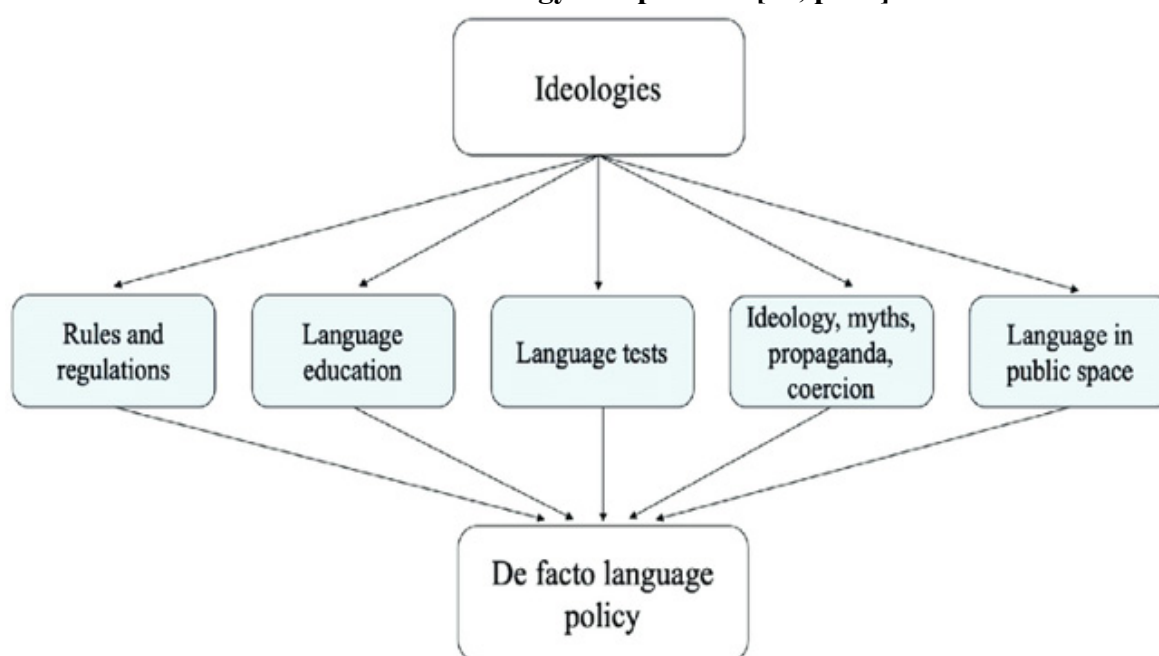 Ideologies
Rules and
regulations
Language
education
Language tests
Ideology, myths,
propaganda,
coercion
Language in
public space
De facto language
policy